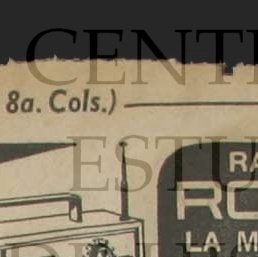 CENT
8a. Cols.)
ESTU
RA
RO
LA M